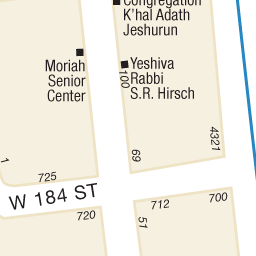 Congregation
K'hal Adath
Jeshurun
Moriah
Senior
Center
Yeshiva
Rabbi
S.R. Hirsch
100
4321
69
1
725
W 184 ST
720
51
712
700